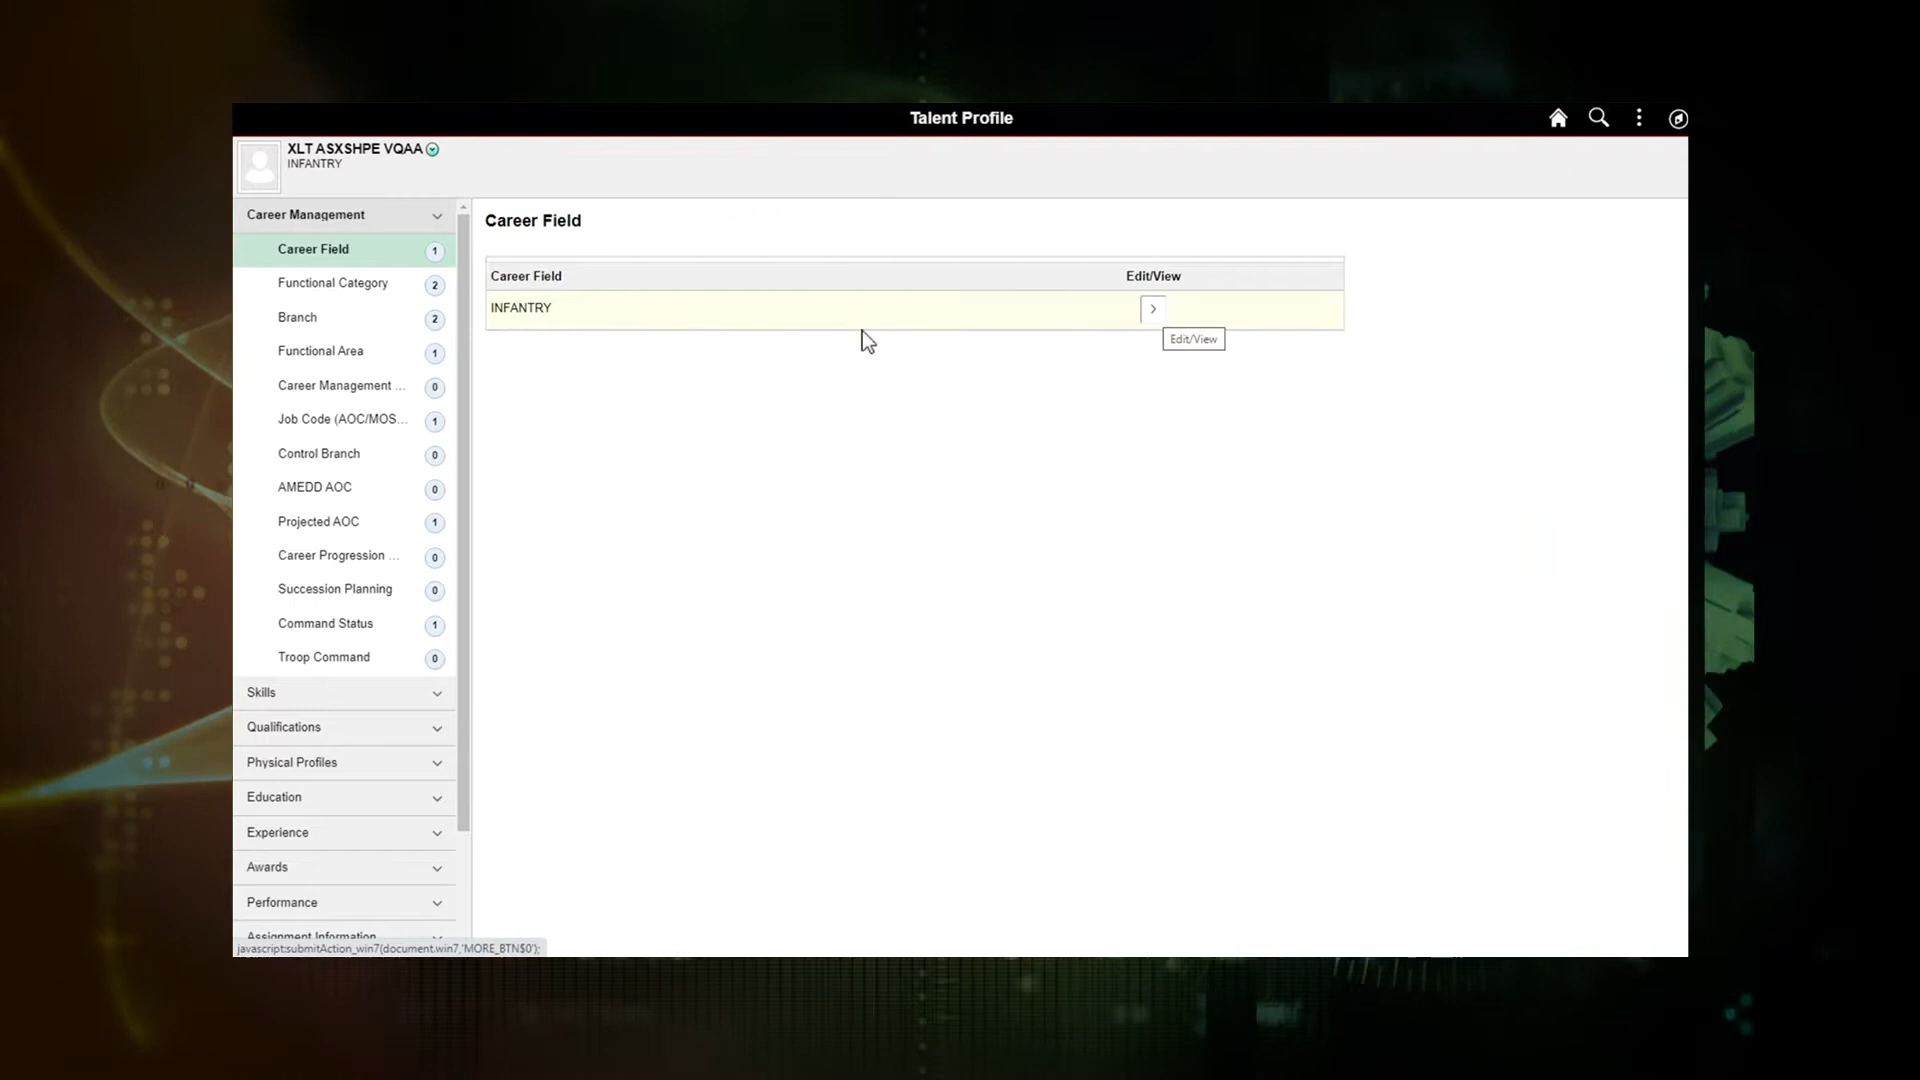 Talent Profile
XLT ASXSHPE VQAA
INFANTRY
Career Management
Career Field 1
Functional Category 2
Branch 2
Functional Area 1
Career Management ... 0
Job Code (AOC/MOS... 1
Control Branch 0
AMEDD AOC 0
Projected AOC 1
Career Progression ... 0
Succession Planning 0
Command Status 1
Troop Command 0
Skills
Qualifications
Physical Profiles
Education
Experience
Awards
Performance
Assignment Information
javascript:submitAction_win7(document.win7,'MORE_BTN$0');
Career Field
Career Field Edit/View
INFANTRY
Edit/View